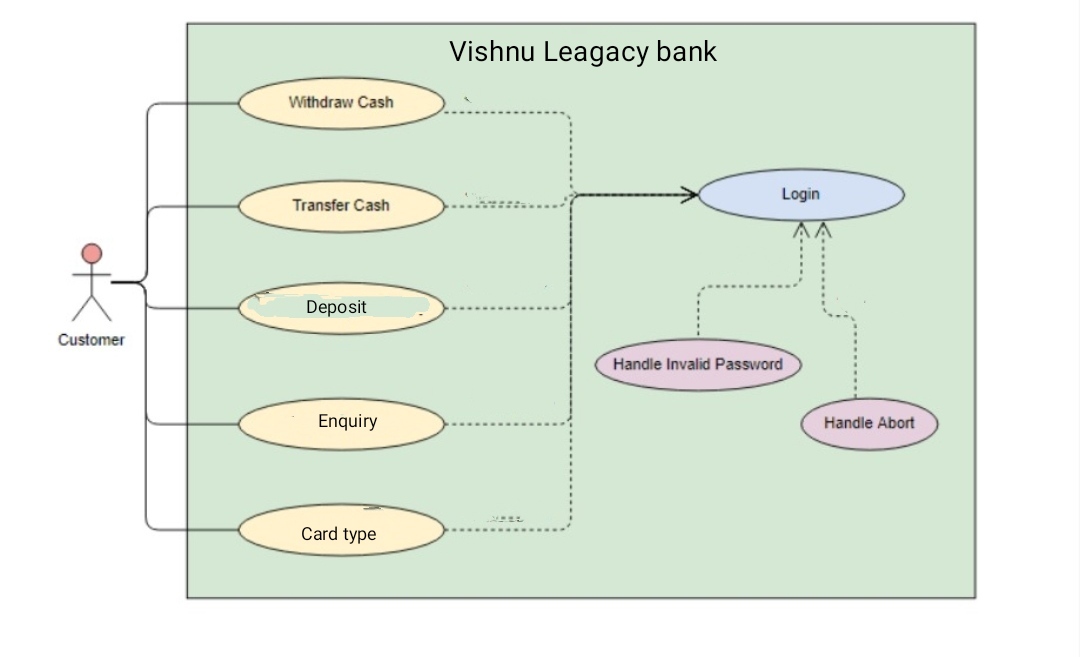 Vishnu Leagacy bank
Withdraw Cash
Transfer Cash
Login
Deposit
Customer
Handle Invalid Password
Enquiry
Handle Abort
Card type